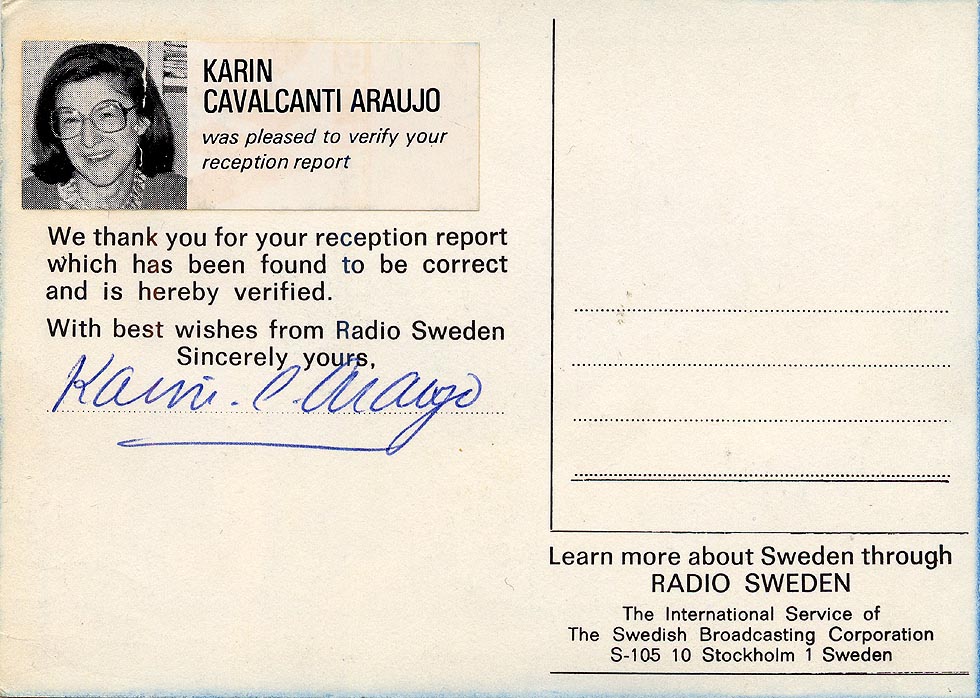 KARIN
CAVALCANTI ARAUJO
was pleased to verify your
reception report
We thank you for your reception report
which has been found to be correct
and is hereby verified.
With best wishes from Radio Sweden
Sincerely yours,
Karin. C. Araujo
Learn more about Sweden through
RADIO SWEDEN
The International Service of
The Swedish Broadcasting Corporation
S-105 10 Stockholm 1 Sweden